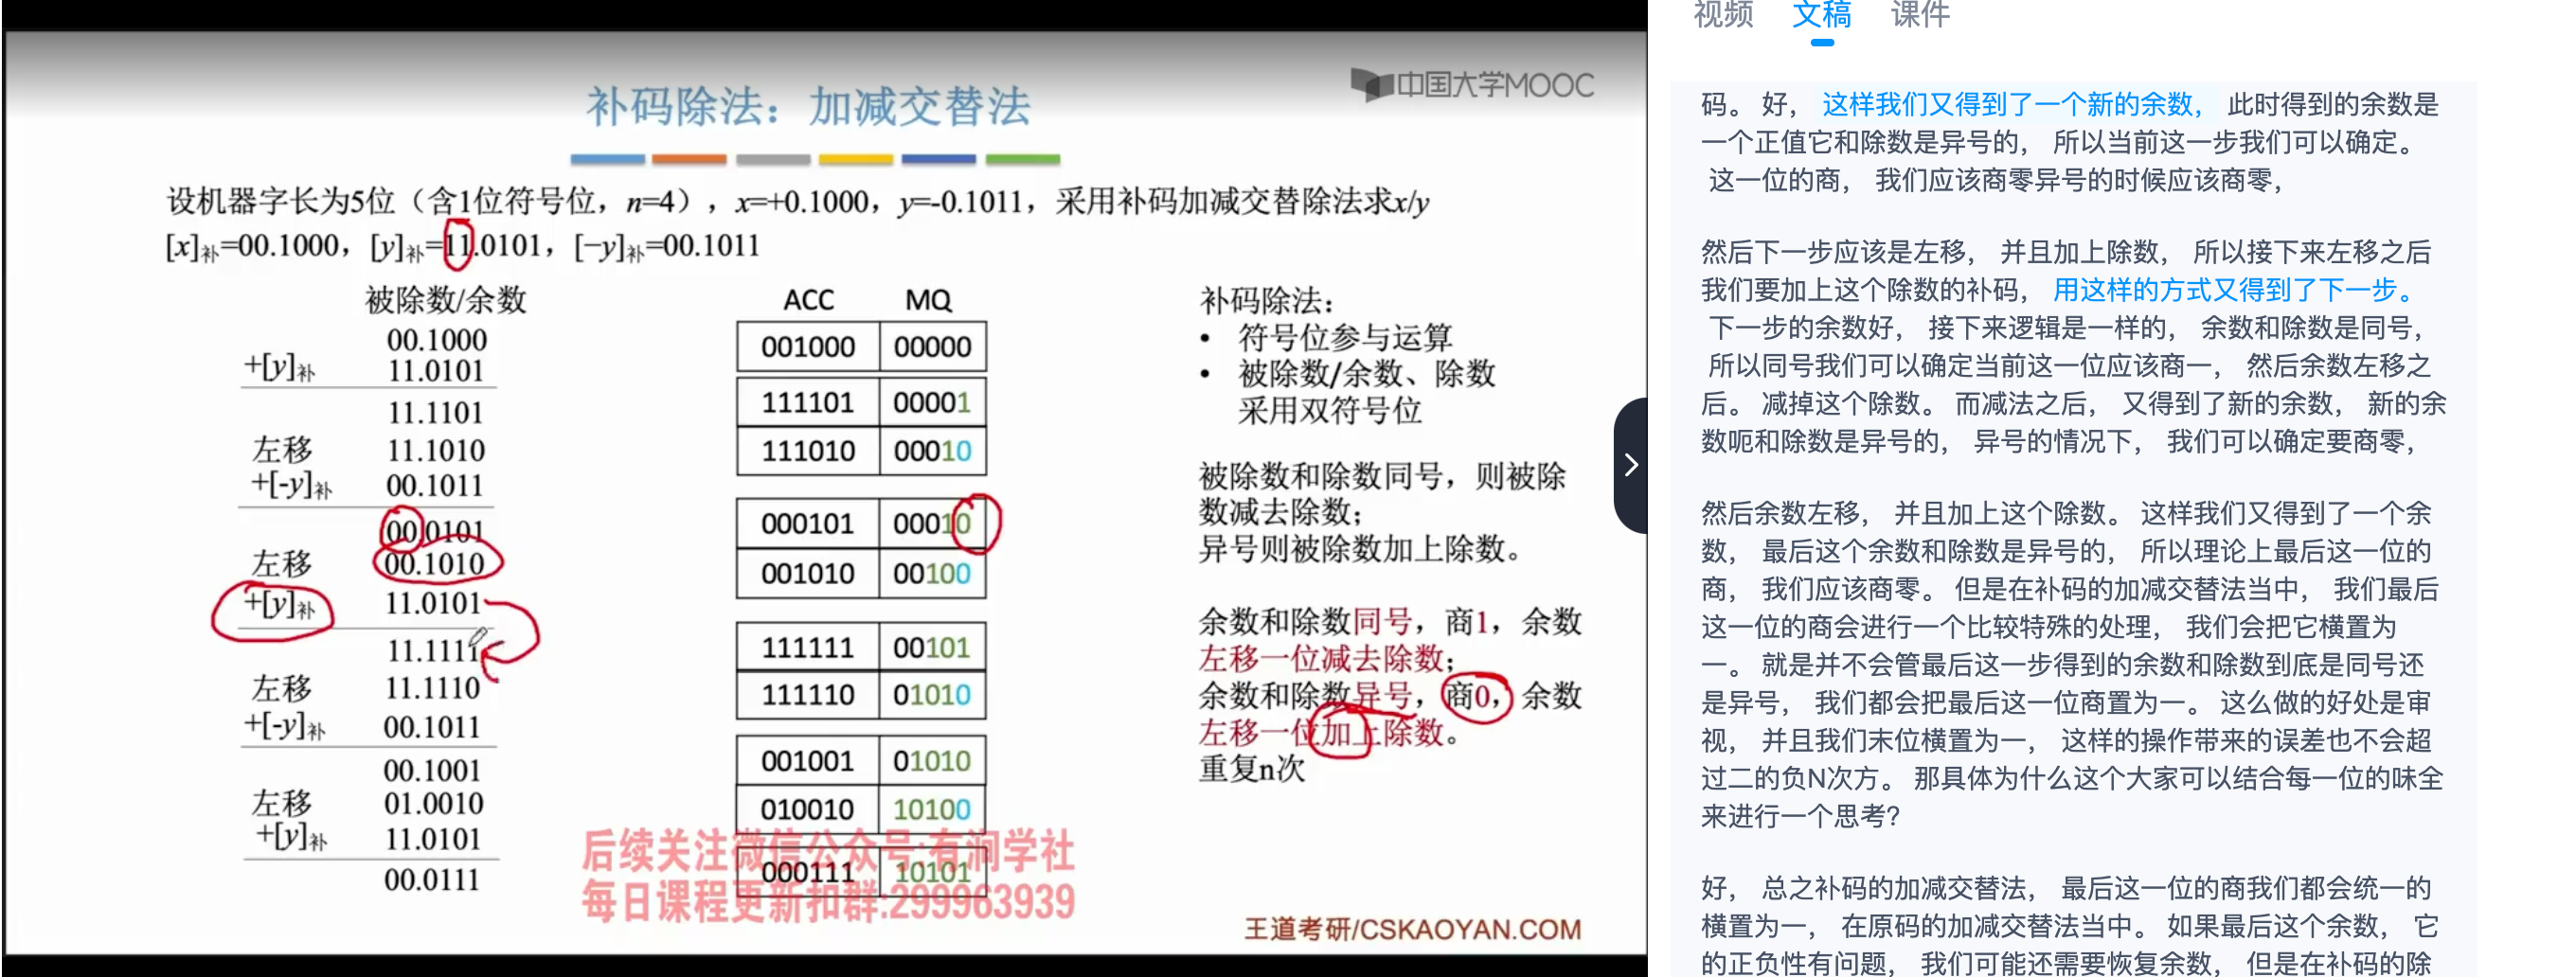 视频 文稿 课件
中国大学MOOC
补码除法：加减交替法
设机器字长为5位（含1位符号位，n=4），x=+0.1000，y=-0.1011，采用补码加减交替除法求x/y
[x]补=00.1000，[y]补=11.0101，[−y]补=00.1011
被除数/余数
00.1000
+[y]补 11.0101
11.1101
左移 11.1010
+[-y]补 00.1011
00.0101
左移 00.1010
+[y]补 11.0101
11.1111
左移 11.1110
+[-y]补 00.1011
00.1001
左移 01.0010
+[y]补 11.0101
00.0111
ACC MQ
001000 00000
111101 00001
111010 00010
000101 00010
001010 00100
111111 00101
111110 01010
001001 01010
010010 10100
000111 10101
补码除法：
• 符号位参与运算
• 被除数/余数、除数
采用双符号位
被除数和除数同号，则被除
数减去除数；
异号则被除数加上除数。
余数和除数同号，商1，余数
左移一位减去除数；
余数和除数异号，商0，余数
左移一位加上除数。
重复n次
后续关注微信公众号:有润学社
每日课程更新扣群:299963939
王道考研/CSKAOYAN.COM
码。 好， 这样我们又得到了一个新的余数， 此时得到的余数是
一个正值它和除数是异号的， 所以当前这一步我们可以确定。
这一位的商， 我们应该商零异号的时候应该商零，
然后下一步应该是左移， 并且加上除数， 所以接下来左移之后
我们要加上这个除数的补码， 用这样的方式又得到了下一步。
下一步的余数好， 接下来逻辑是一样的， 余数和除数是同号，
所以同号我们可以确定当前这一位应该商一， 然后余数左移之
后。 减掉这个除数。 而减法之后， 又得到了新的余数， 新的余
数呃和除数是异号的， 异号的情况下， 我们可以确定要商零，
然后余数左移， 并且加上这个除数。 这样我们又得到了一个余
数， 最后这个余数和除数是异号的， 所以理论上最后这一位的
商， 我们应该商零。 但是在补码的加减交替法当中， 我们最后
这一位的商会进行一个比较特殊的处理， 我们会把它横置为
一。 就是并不会管最后这一步得到的余数和除数到底是同号还
是异号， 我们都会把最后这一位商置为一。 这么做的好处是审
视， 并且我们末位横置为一， 这样的操作带来的误差也不会超
过二的负N次方。 那具体为什么这个大家可以结合每一位的味全
来进行一个思考?
好， 总之补码的加减交替法， 最后这一位的商我们都会统一的
横置为一， 在原码的加减交替法当中。 如果最后这个余数， 它
的正负性有问题， 我们可能还需要恢复余数， 但是在补码的除